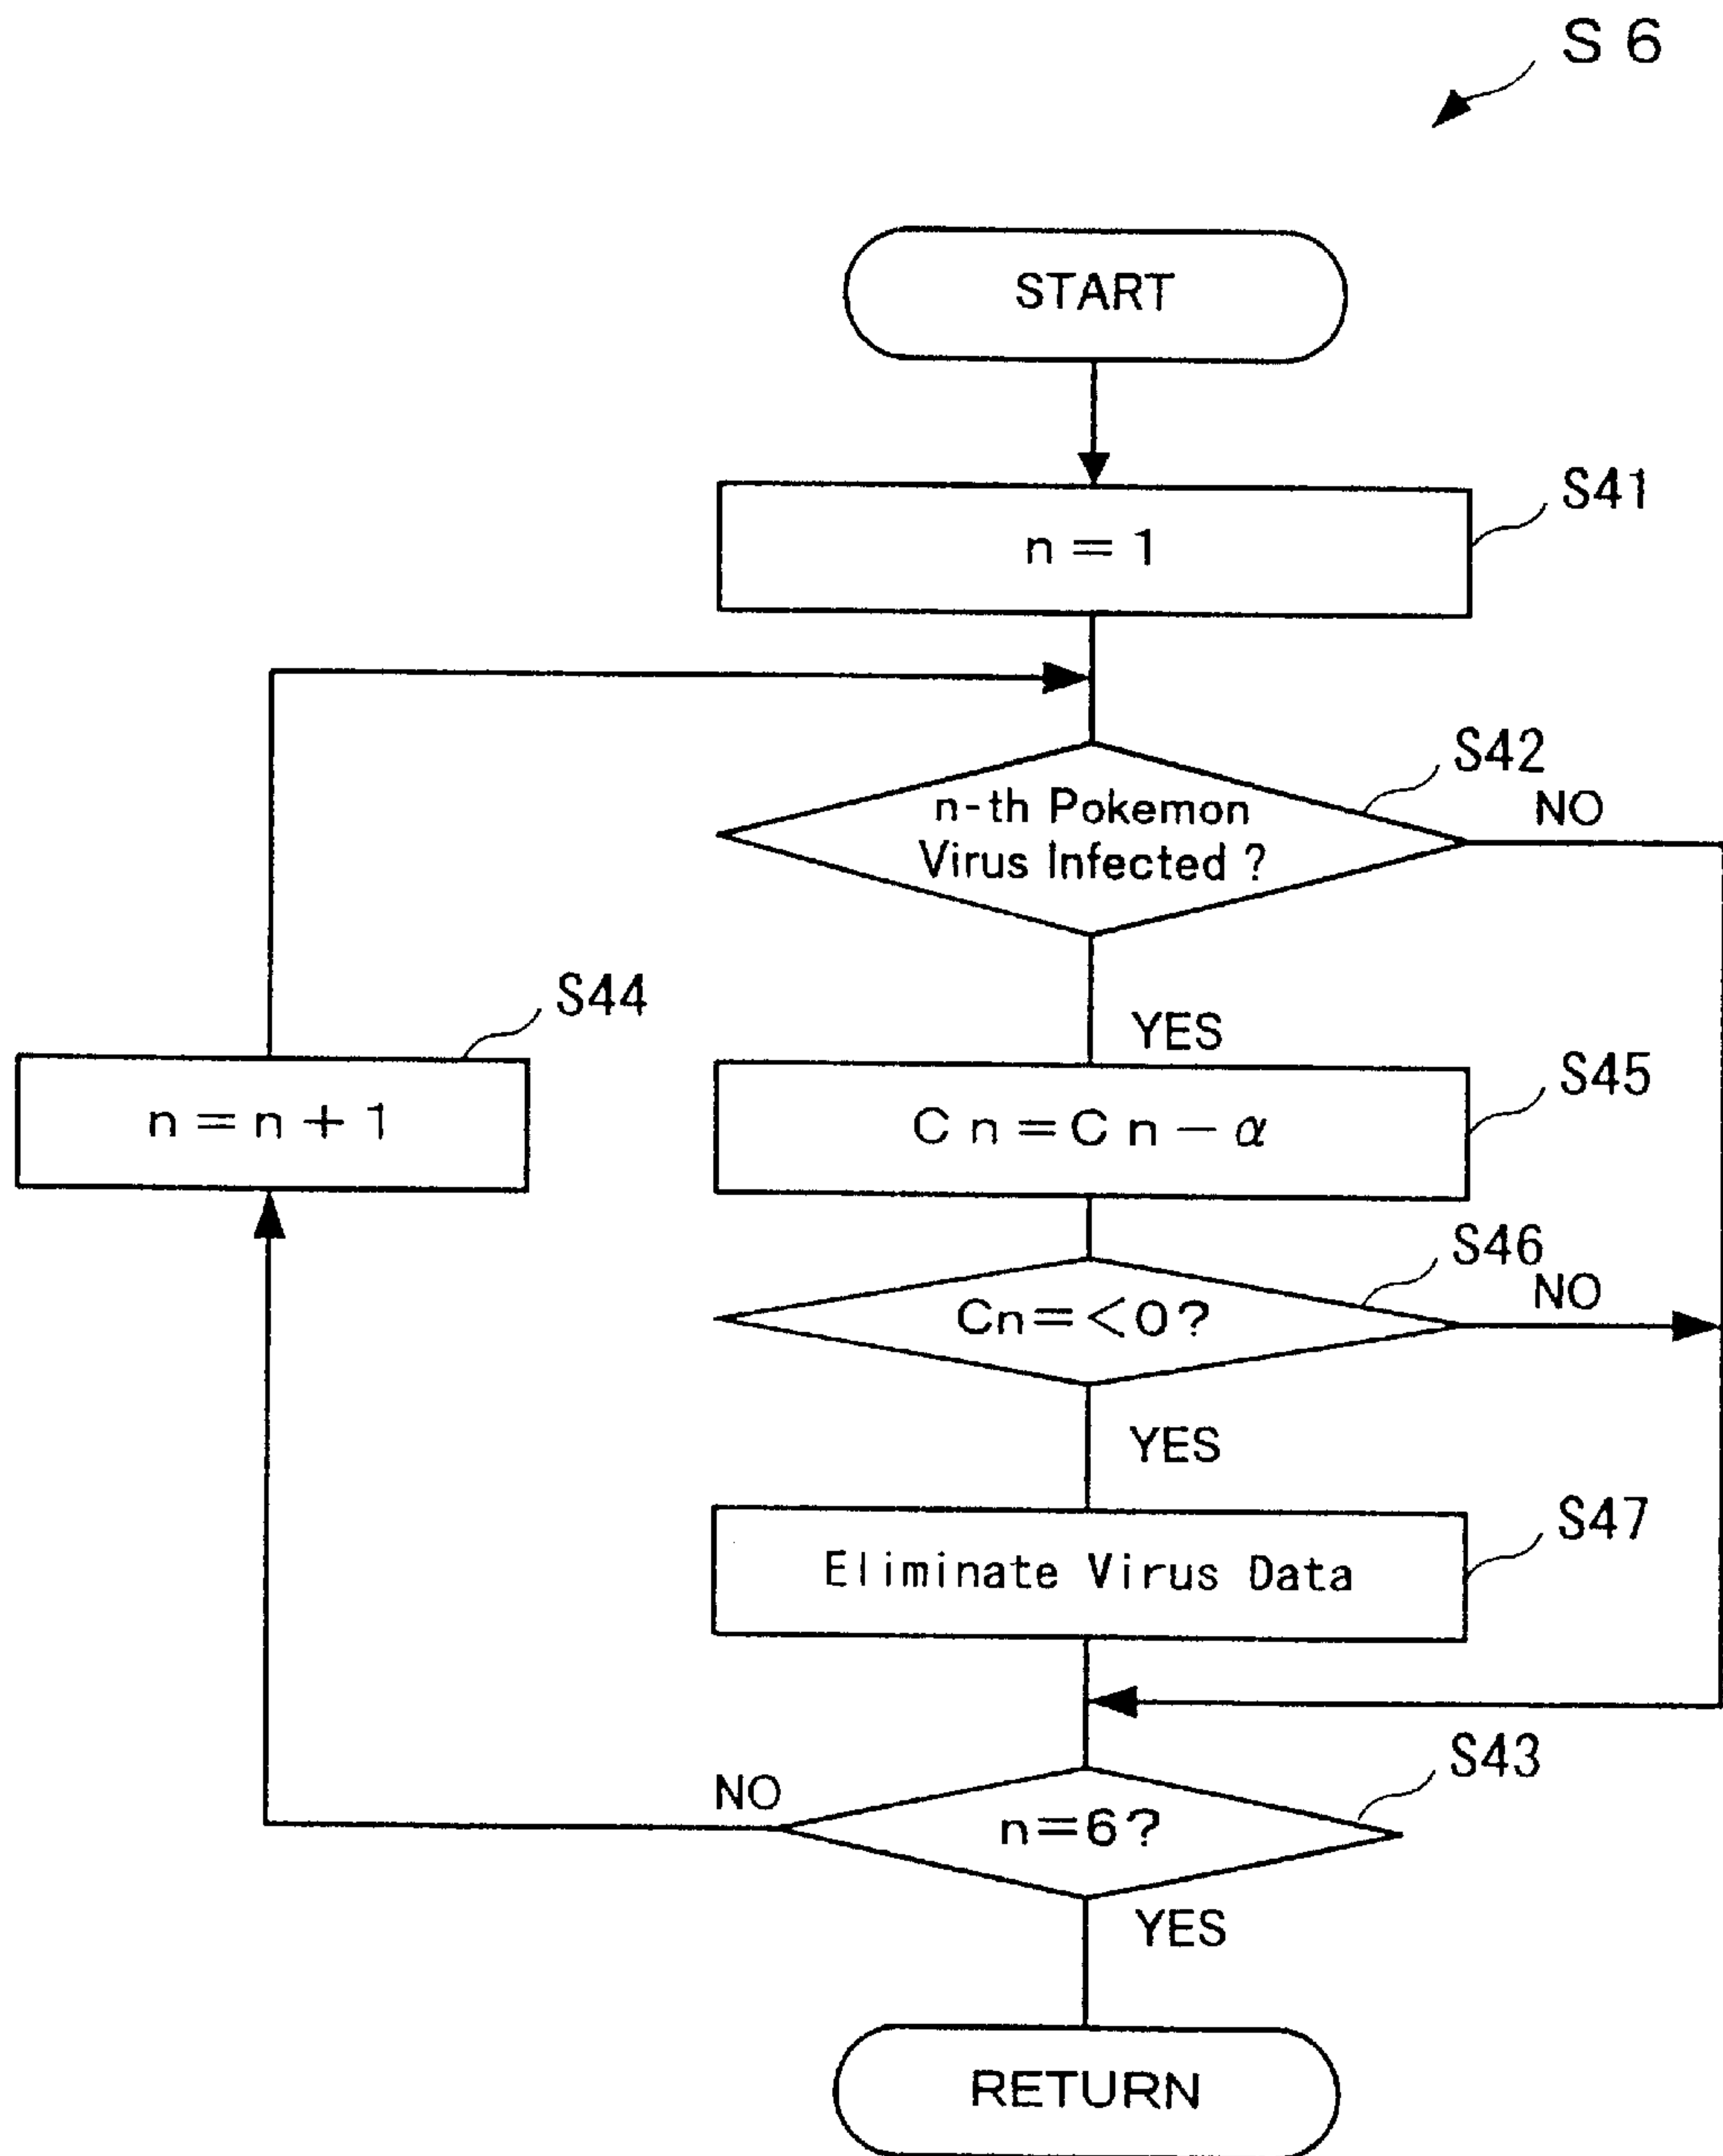 S 6
START
S41
n = 1
S42
n-th Pokemon
Virus Infected ?
NO
YES
S44
n = n + 1
S45
C n = C n - α
S46
Cn=<0?
NO
YES
S47
Eliminate Virus Data
S43
NO
n=6?
YES
RETURN